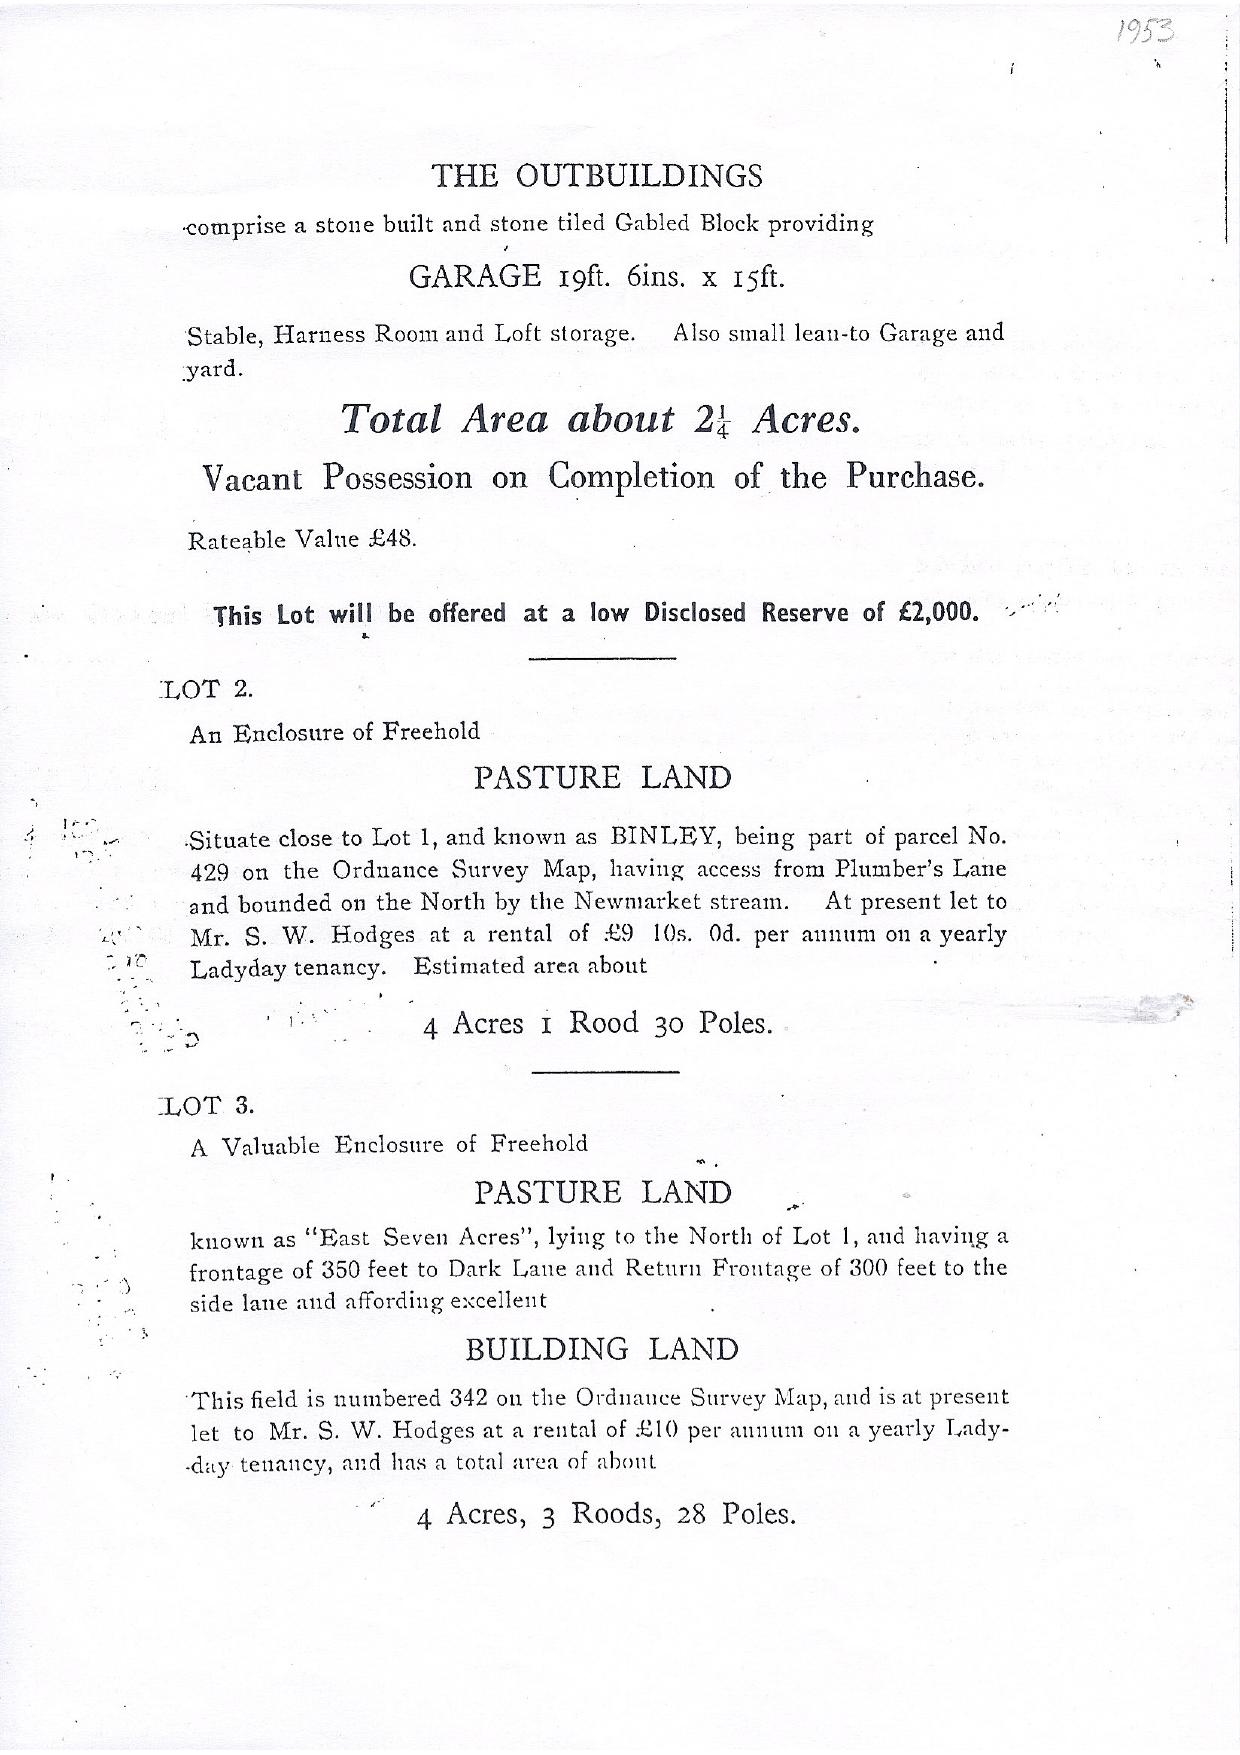 1953
THE OUTBUILDINGS
comprise a stone built and stone tiled Gabled Block providing
GARAGE 19ft. 6ins. x 15ft.
Stable, Harness Room and Loft storage. Also small lean-to Garage and
yard.
Total Area about 2¼ Acres.
Vacant Possession on Completion of the Purchase.
Rateable Value £48.
This Lot will be offered at a low Disclosed Reserve of £2,000.
LOT 2.
An Enclosure of Freehold
PASTURE LAND
Situate close to Lot 1, and known as BINLEY, being part of parcel No.
429 on the Ordnance Survey Map, having access from Plumber's Lane
and bounded on the North by the Newmarket stream. At present let to
Mr. S. W. Hodges at a rental of £9 10s. 0d. per annum on a yearly
Ladyday tenancy. Estimated area about
4 Acres 1 Rood 30 Poles.
LOT 3.
A Valuable Enclosure of Freehold
PASTURE LAND
known as "East Seven Acres", lying to the North of Lot 1, and having a
frontage of 350 feet to Dark Lane and Return Frontage of 300 feet to the
side lane and affording excellent
BUILDING LAND
This field is numbered 342 on the Ordnance Survey Map, and is at present
let to Mr. S. W. Hodges at a rental of £10 per annum on a yearly Lady-
day tenancy, and has a total area of about
4 Acres, 3 Roods, 28 Poles.